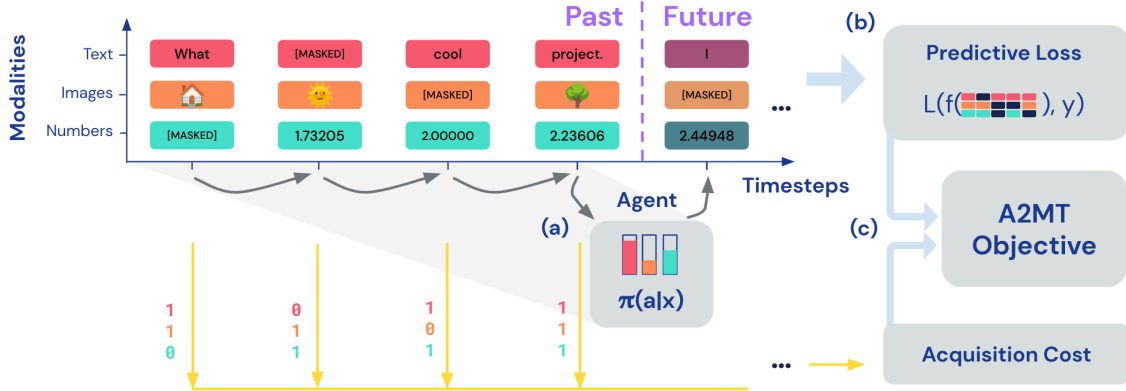 Past
Future
Modalities
Text
What
[MASKED]
cool
project.
I
Images
[MASKED]
[MASKED]
...
Numbers
[MASKED]
1.73205
2.00000
2.23606
2.44948
Timesteps
(a)
Agent
π(a|x)
(b)
Predictive Loss
L(f( ), y)
(c)
A2MT
Objective
1
1
0
0
1
1
1
0
1
1
1
1
...
Acquisition Cost